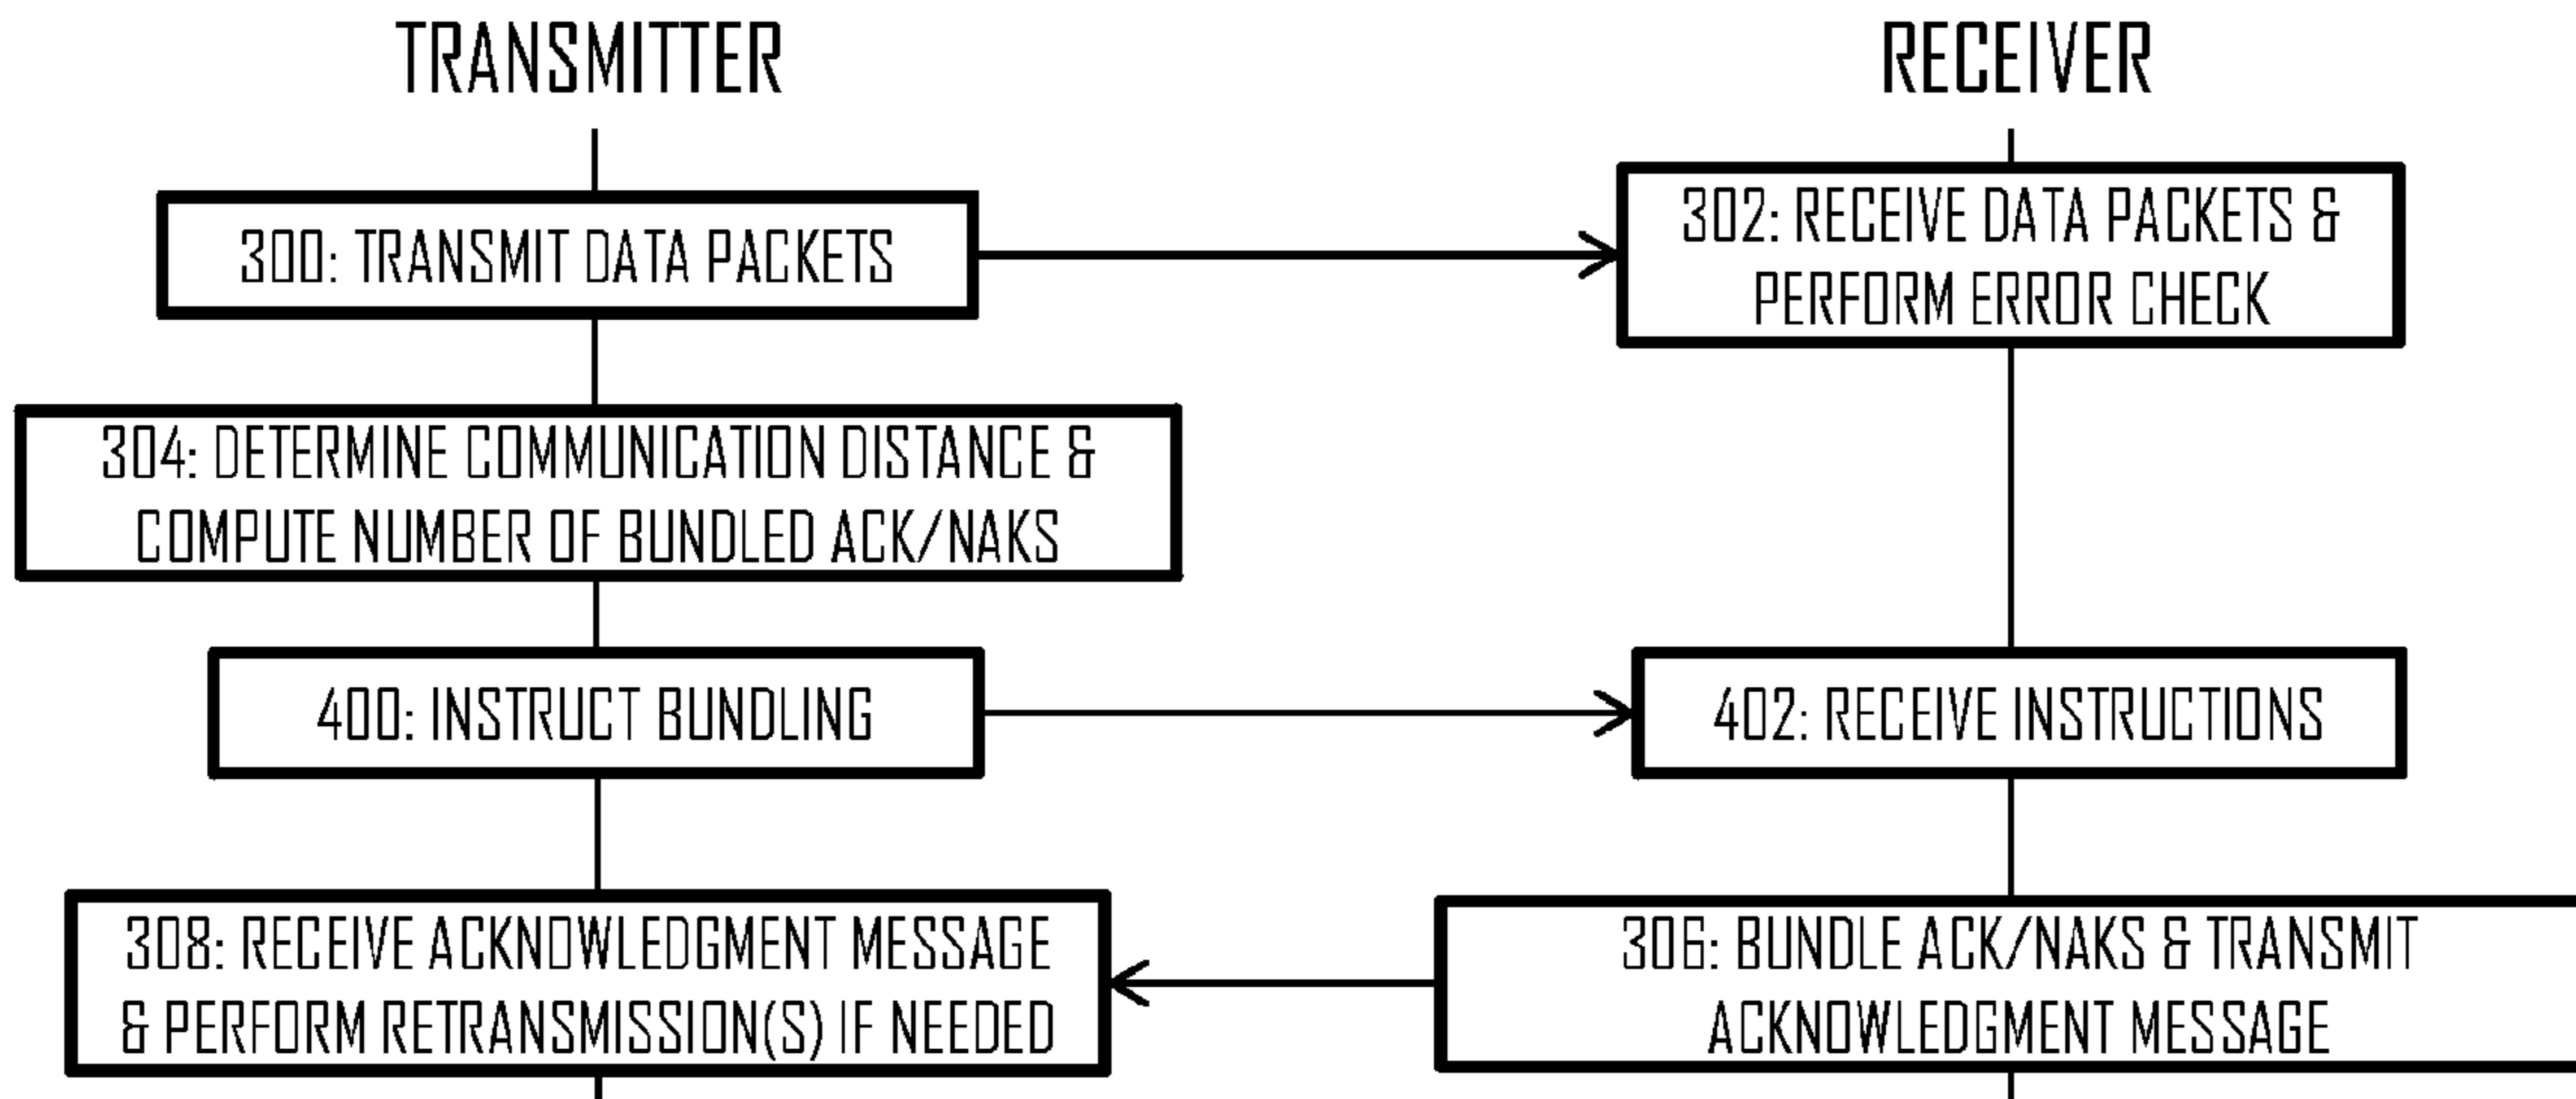 TRANSMITTER
RECEIVER
300: TRANSMIT DATA PACKETS
302: RECEIVE DATA PACKETS &
PERFORM ERROR CHECK
304: DETERMINE COMMUNICATION DISTANCE &
COMPUTE NUMBER OF BUNDLED ACK/NAKS
400: INSTRUCT BUNDLING
402: RECEIVE INSTRUCTIONS
308: RECEIVE ACKNOWLEDGMENT MESSAGE
& PERFORM RETRANSMISSION(S) IF NEEDED
306: BUNDLE ACK/NAKS & TRANSMIT
ACKNOWLEDGMENT MESSAGE